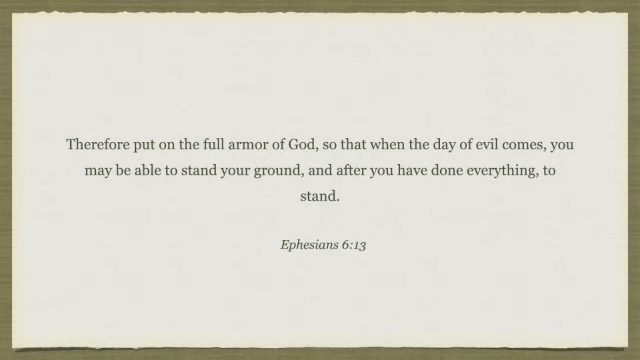 Therefore put on the full armor of God, so that when the day of evil comes, you
may be able to stand your ground, and after you have done everything, to
stand.
Ephesians 6:13